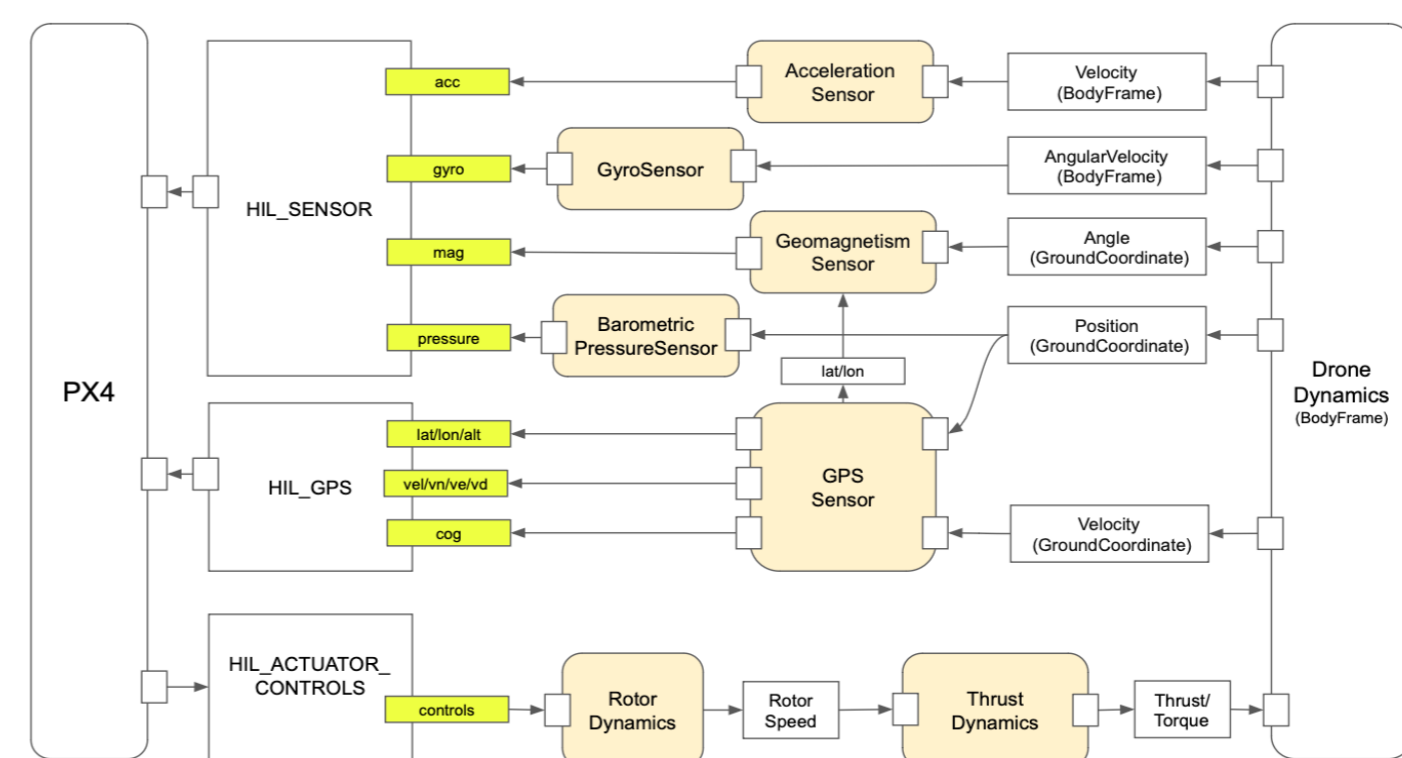 PX4
HIL_SENSOR
acc
gyro
mag
pressure
Acceleration
Sensor
GyroSensor
Geomagnetism
Sensor
Barometric
PressureSensor
lat/lon
Velocity
(BodyFrame)
AngularVelocity
(BodyFrame)
Angle
(GroundCoordinate)
Position
(GroundCoordinate)
Drone
Dynamics
(BodyFrame)
HIL_GPS
lat/lon/alt
vel/vn/ve/vd
cog
GPS
Sensor
Velocity
(GroundCoordinate)
HIL_ACTUATOR_
CONTROLS
controls
Rotor
Dynamics
Rotor
Speed
Thrust
Dynamics
Thrust/
Torque